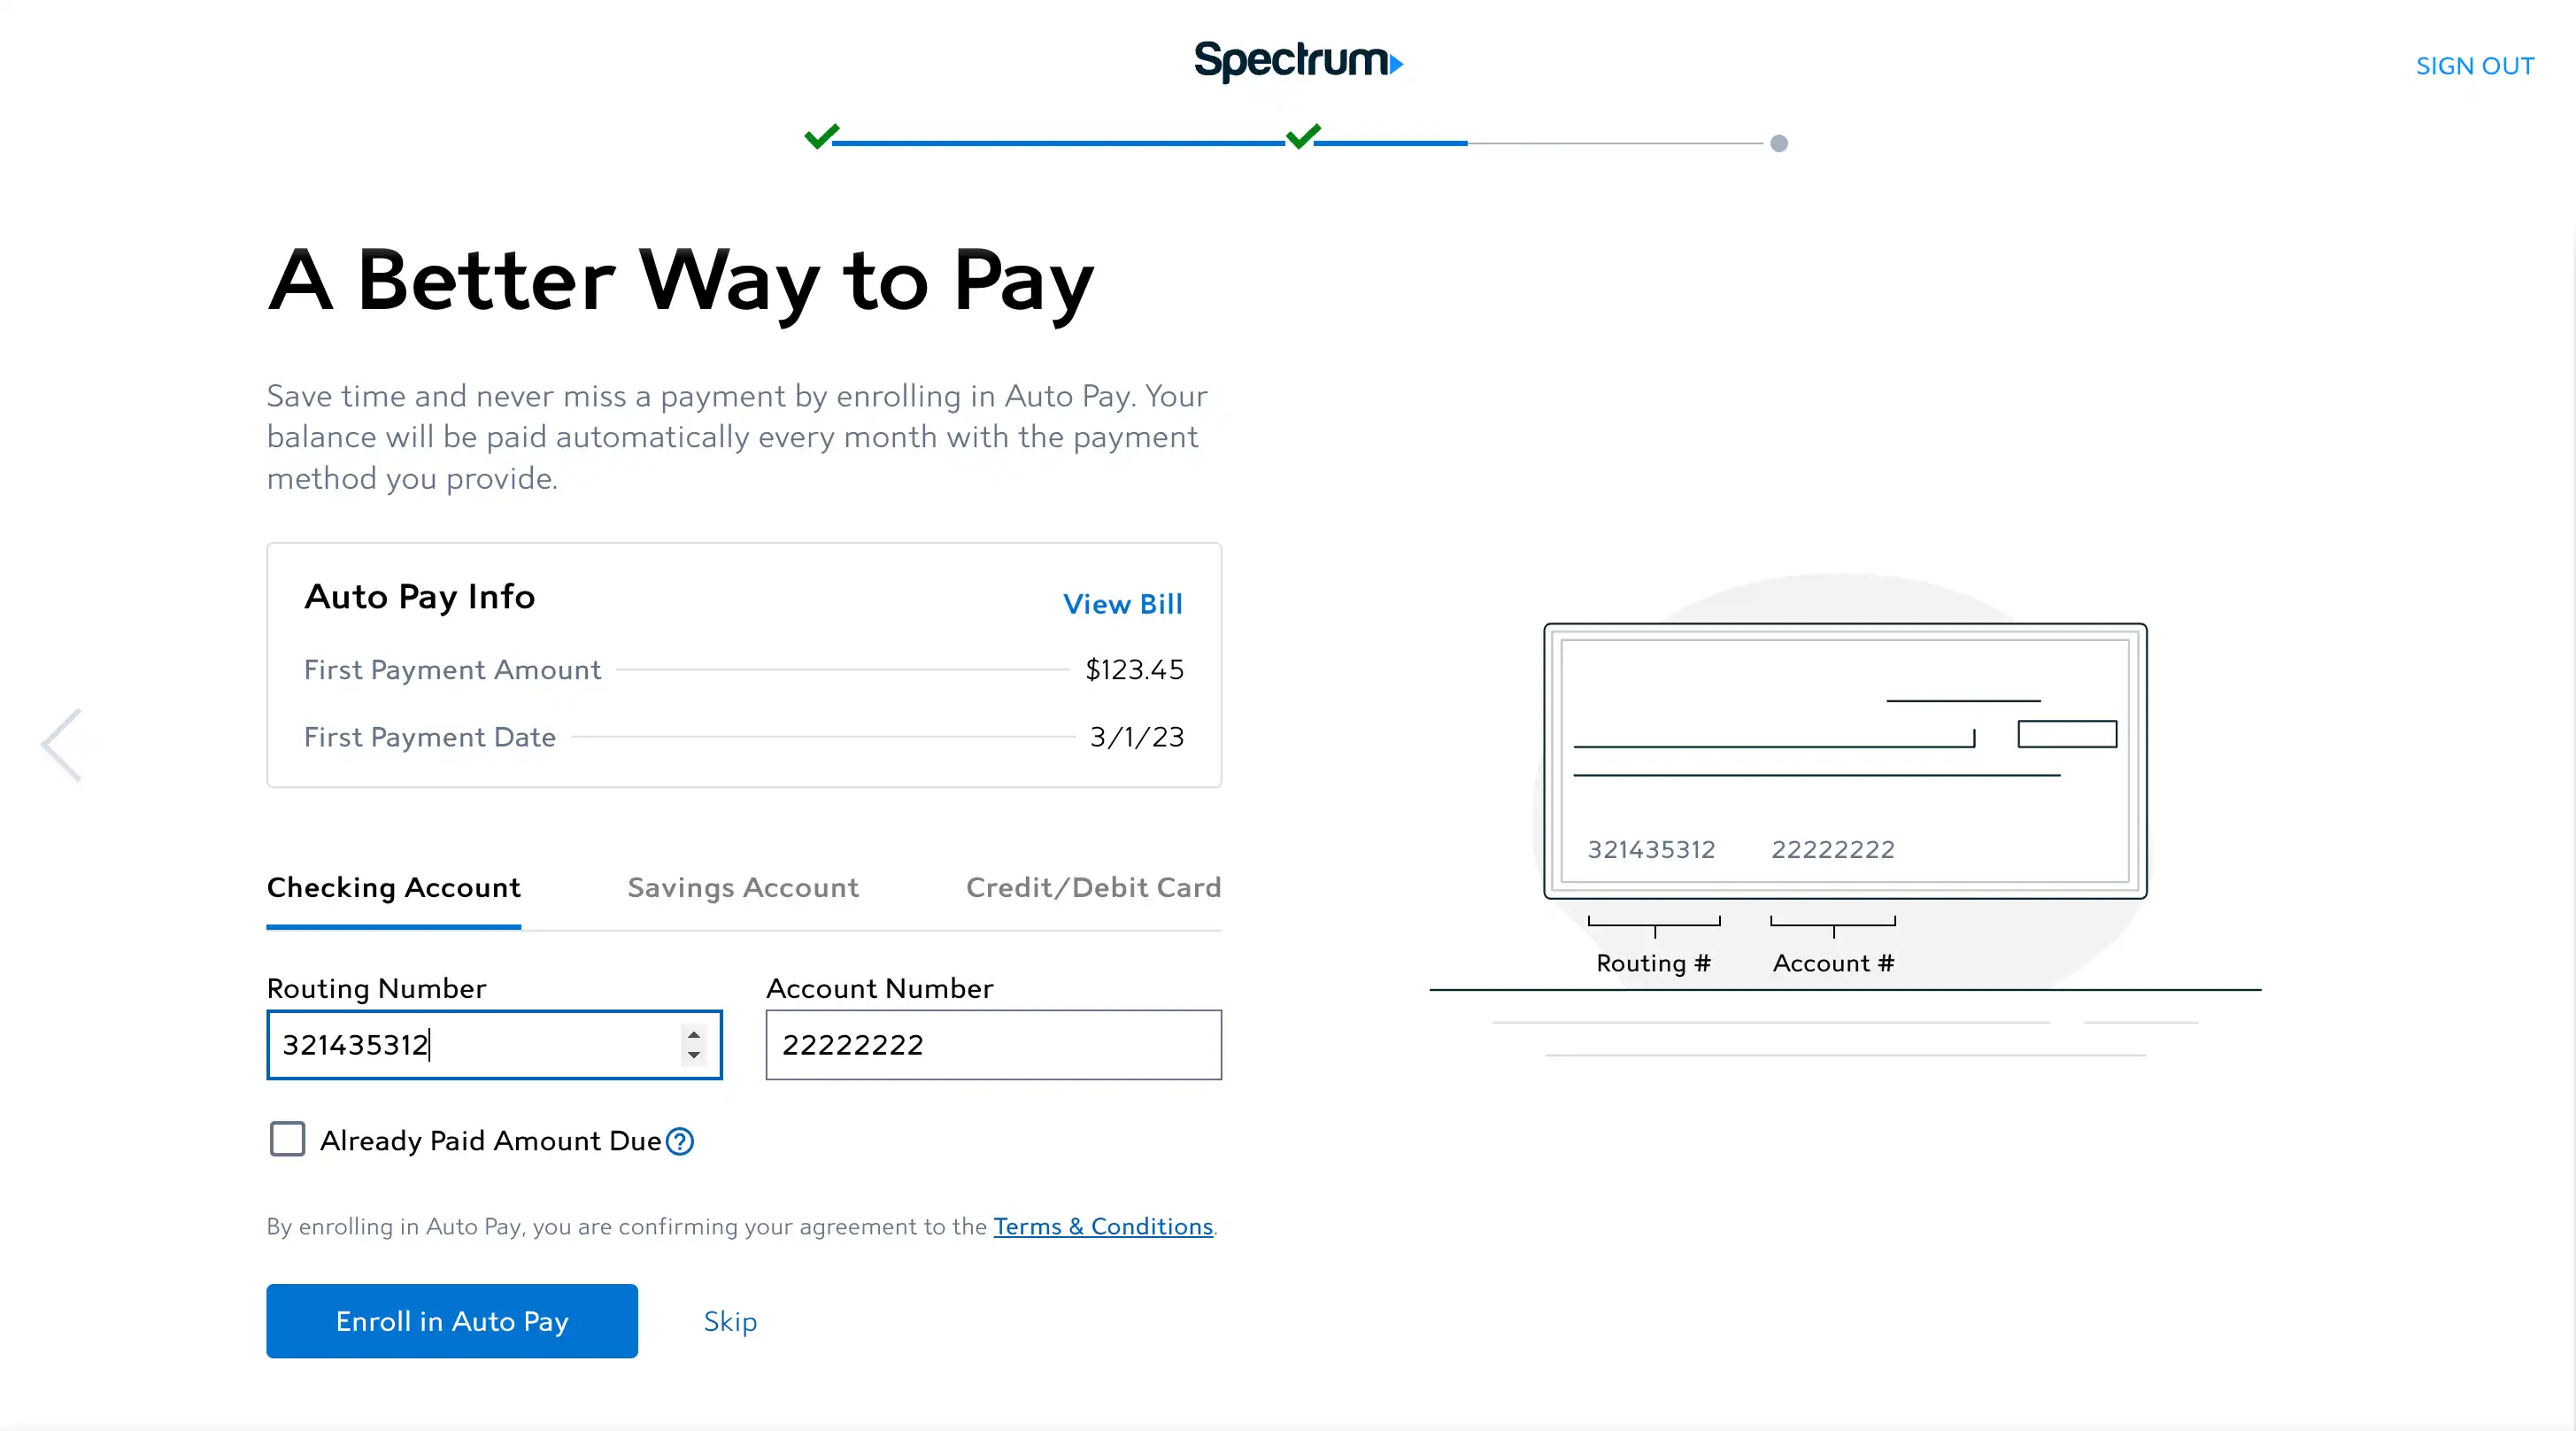 Spectrum
SIGN OUT
A Better Way to Pay
Save time and never miss a payment by enrolling in Auto Pay. Your
balance will be paid automatically every month with the payment
method you provide.
Auto Pay Info
View Bill
First Payment Amount $123.45
First Payment Date 3/1/23
Checking Account Savings Account Credit/Debit Card
Routing Number Account Number
321435312 22222222
Already Paid Amount Due ?
By enrolling in Auto Pay, you are confirming your agreement to the Terms & Conditions.
Enroll in Auto Pay Skip
321435312 22222222
Routing # Account #